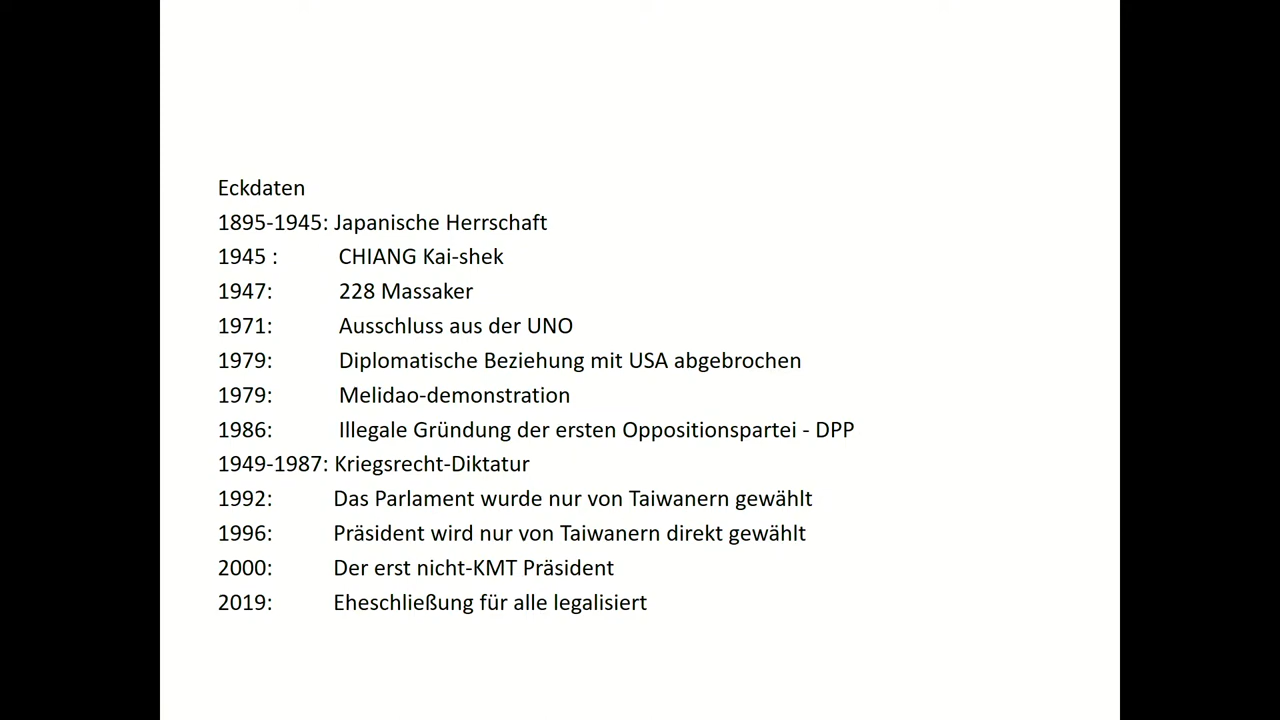 Eckdaten
1895-1945: Japanische Herrschaft
1945 : CHIANG Kai-shek
1947: 228 Massaker
1971: Ausschluss aus der UNO
1979: Diplomatische Beziehung mit USA abgebrochen
1979: Melidao-demonstration
1986: Illegale Gründung der ersten Oppositionspartei - DPP
1949-1987: Kriegsrecht-Diktatur
1992: Das Parlament wurde nur von Taiwanern gewählt
1996: Präsident wird nur von Taiwanern direkt gewählt
2000: Der erst nicht-KMT Präsident
2019: Eheschließung für alle legalisiert